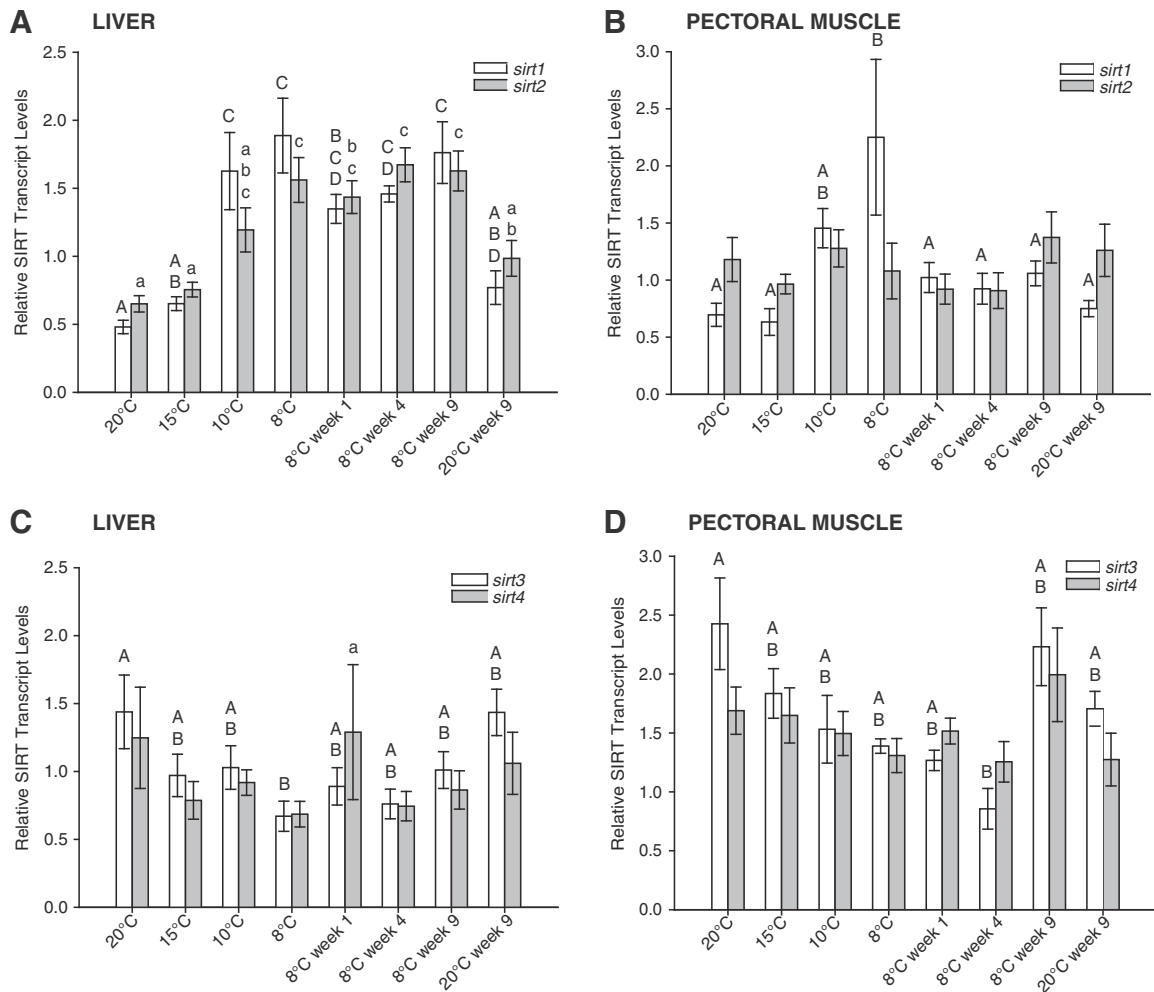 A LIVER
Relative SIRT Transcript Levels
2.5
2.0
1.5
1.0
0.5
0.0
sirt1
sirt2
A
a
A
B
a
C
a
b
c
C
c
B
C
D
b
c
C
D
c
C
c
A
B
D
a
b
20°C
15°C
10°C
8°C
8°C week 1
8°C week 4
8°C week 9
20°C week 9
B PECTORAL MUSCLE
Relative SIRT Transcript Levels
3.0
2.5
2.0
1.5
1.0
0.5
0.0
sirt1
sirt2
A
A
A
B
B
A
A
A
A
20°C
15°C
10°C
8°C
8°C week 1
8°C week 4
8°C week 9
20°C week 9
C LIVER
Relative SIRT Transcript Levels
2.5
2.0
1.5
1.0
0.5
0.0
sirt3
sirt4
A
A
B
A
B
B
A
B
a
A
B
A
B
A
B
20°C
15°C
10°C
8°C
8°C week 1
8°C week 4
8°C week 9
20°C week 9
D PECTORAL MUSCLE
Relative SIRT Transcript Levels
3.0
2.5
2.0
1.5
1.0
0.5
0.0
sirt3
sirt4
A
A
B
A
B
A
B
A
B
B
A
B
A
B
20°C
15°C
10°C
8°C
8°C week 1
8°C week 4
8°C week 9
20°C week 9